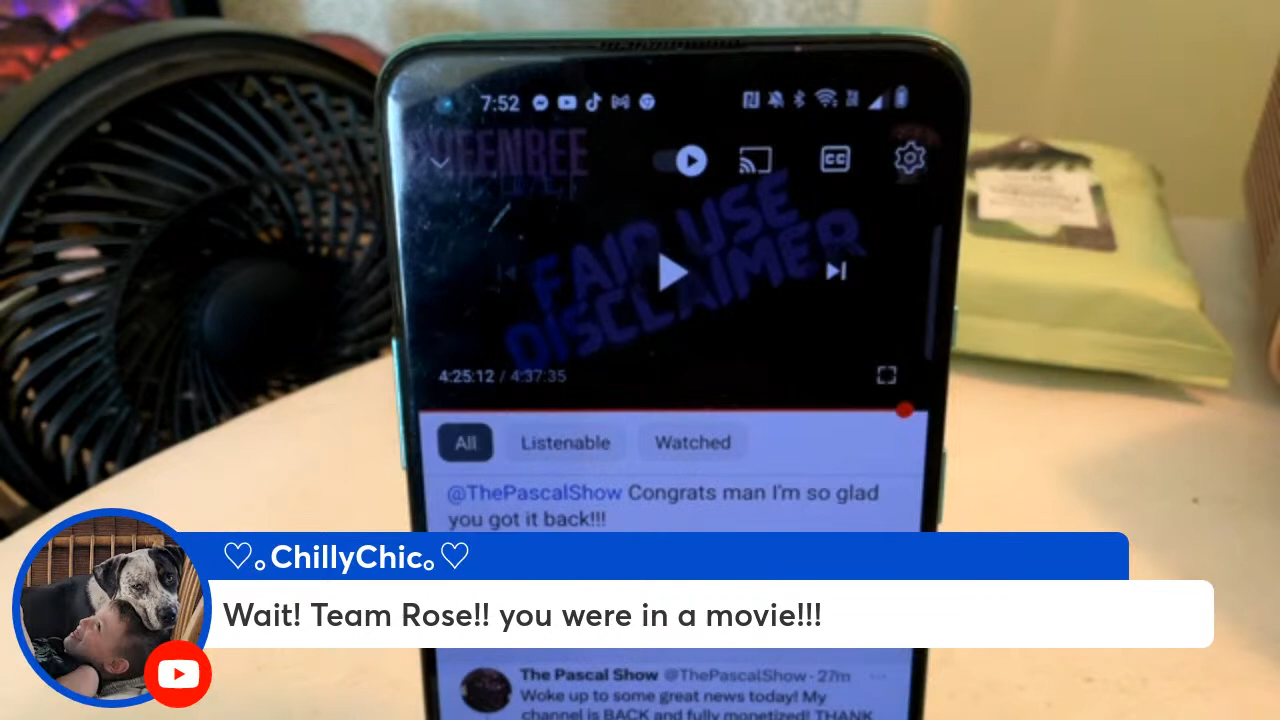 7:52
FAIR USE
DISCLAIMER
4:25:12 / 4:37:35
All Listenable Watched
@ThePascalShow Congrats man I'm so glad
you got it back!!!
♡。ChillyChic。♡
Wait! Team Rose!! you were in a movie!!!
The Pascal Show @ThePascalShow · 27m
Woke up to some great news today! My
channel is BACK and fully monetized! THANK